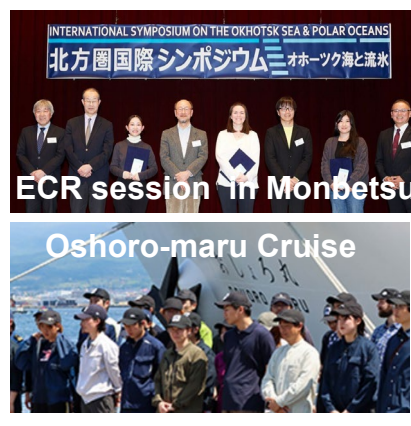 INTERNATIONAL SYMPOSIUM ON THE OKHOTSK SEA & POLAR OCEANS
北方圏国際シンポジウム オホーツク海と流氷
ECR session in Monbetsu
Oshoro-maru Cruise